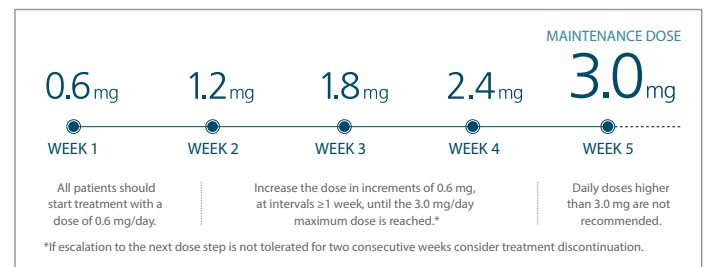 MAINTENANCE DOSE
0.6 mg
1.2 mg
1.8 mg
2.4 mg
3.0 mg
WEEK 1
WEEK 2
WEEK 3
WEEK 4
WEEK 5
All patients should
start treatment with a
dose of 0.6 mg/day.
Increase the dose in increments of 0.6 mg,
at intervals ≥1 week, until the 3.0 mg/day
maximum dose is reached.*
Daily doses higher
than 3.0 mg are not
recommended.
*If escalation to the next dose step is not tolerated for two consecutive weeks consider treatment discontinuation.